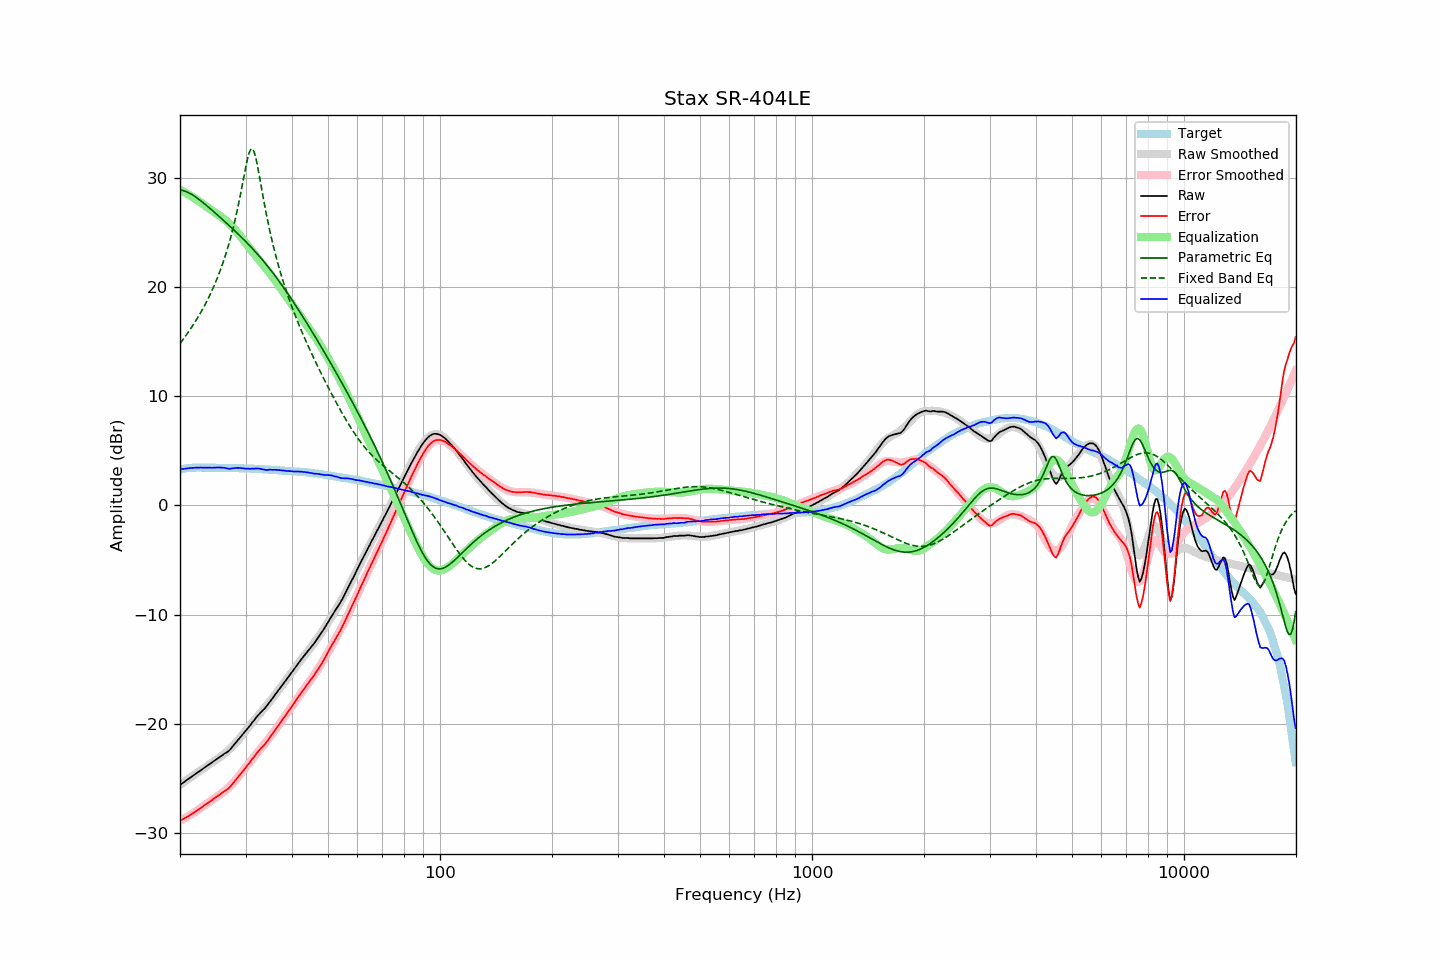 Stax SR-404LE
Target
Raw Smoothed
Error Smoothed
Raw
Error
Equalization
Parametric Eq
Fixed Band Eq
Equalized
30
20
10
0
−10
−20
−30
Amplitude (dBr)
100
1000
10000
Frequency (Hz)